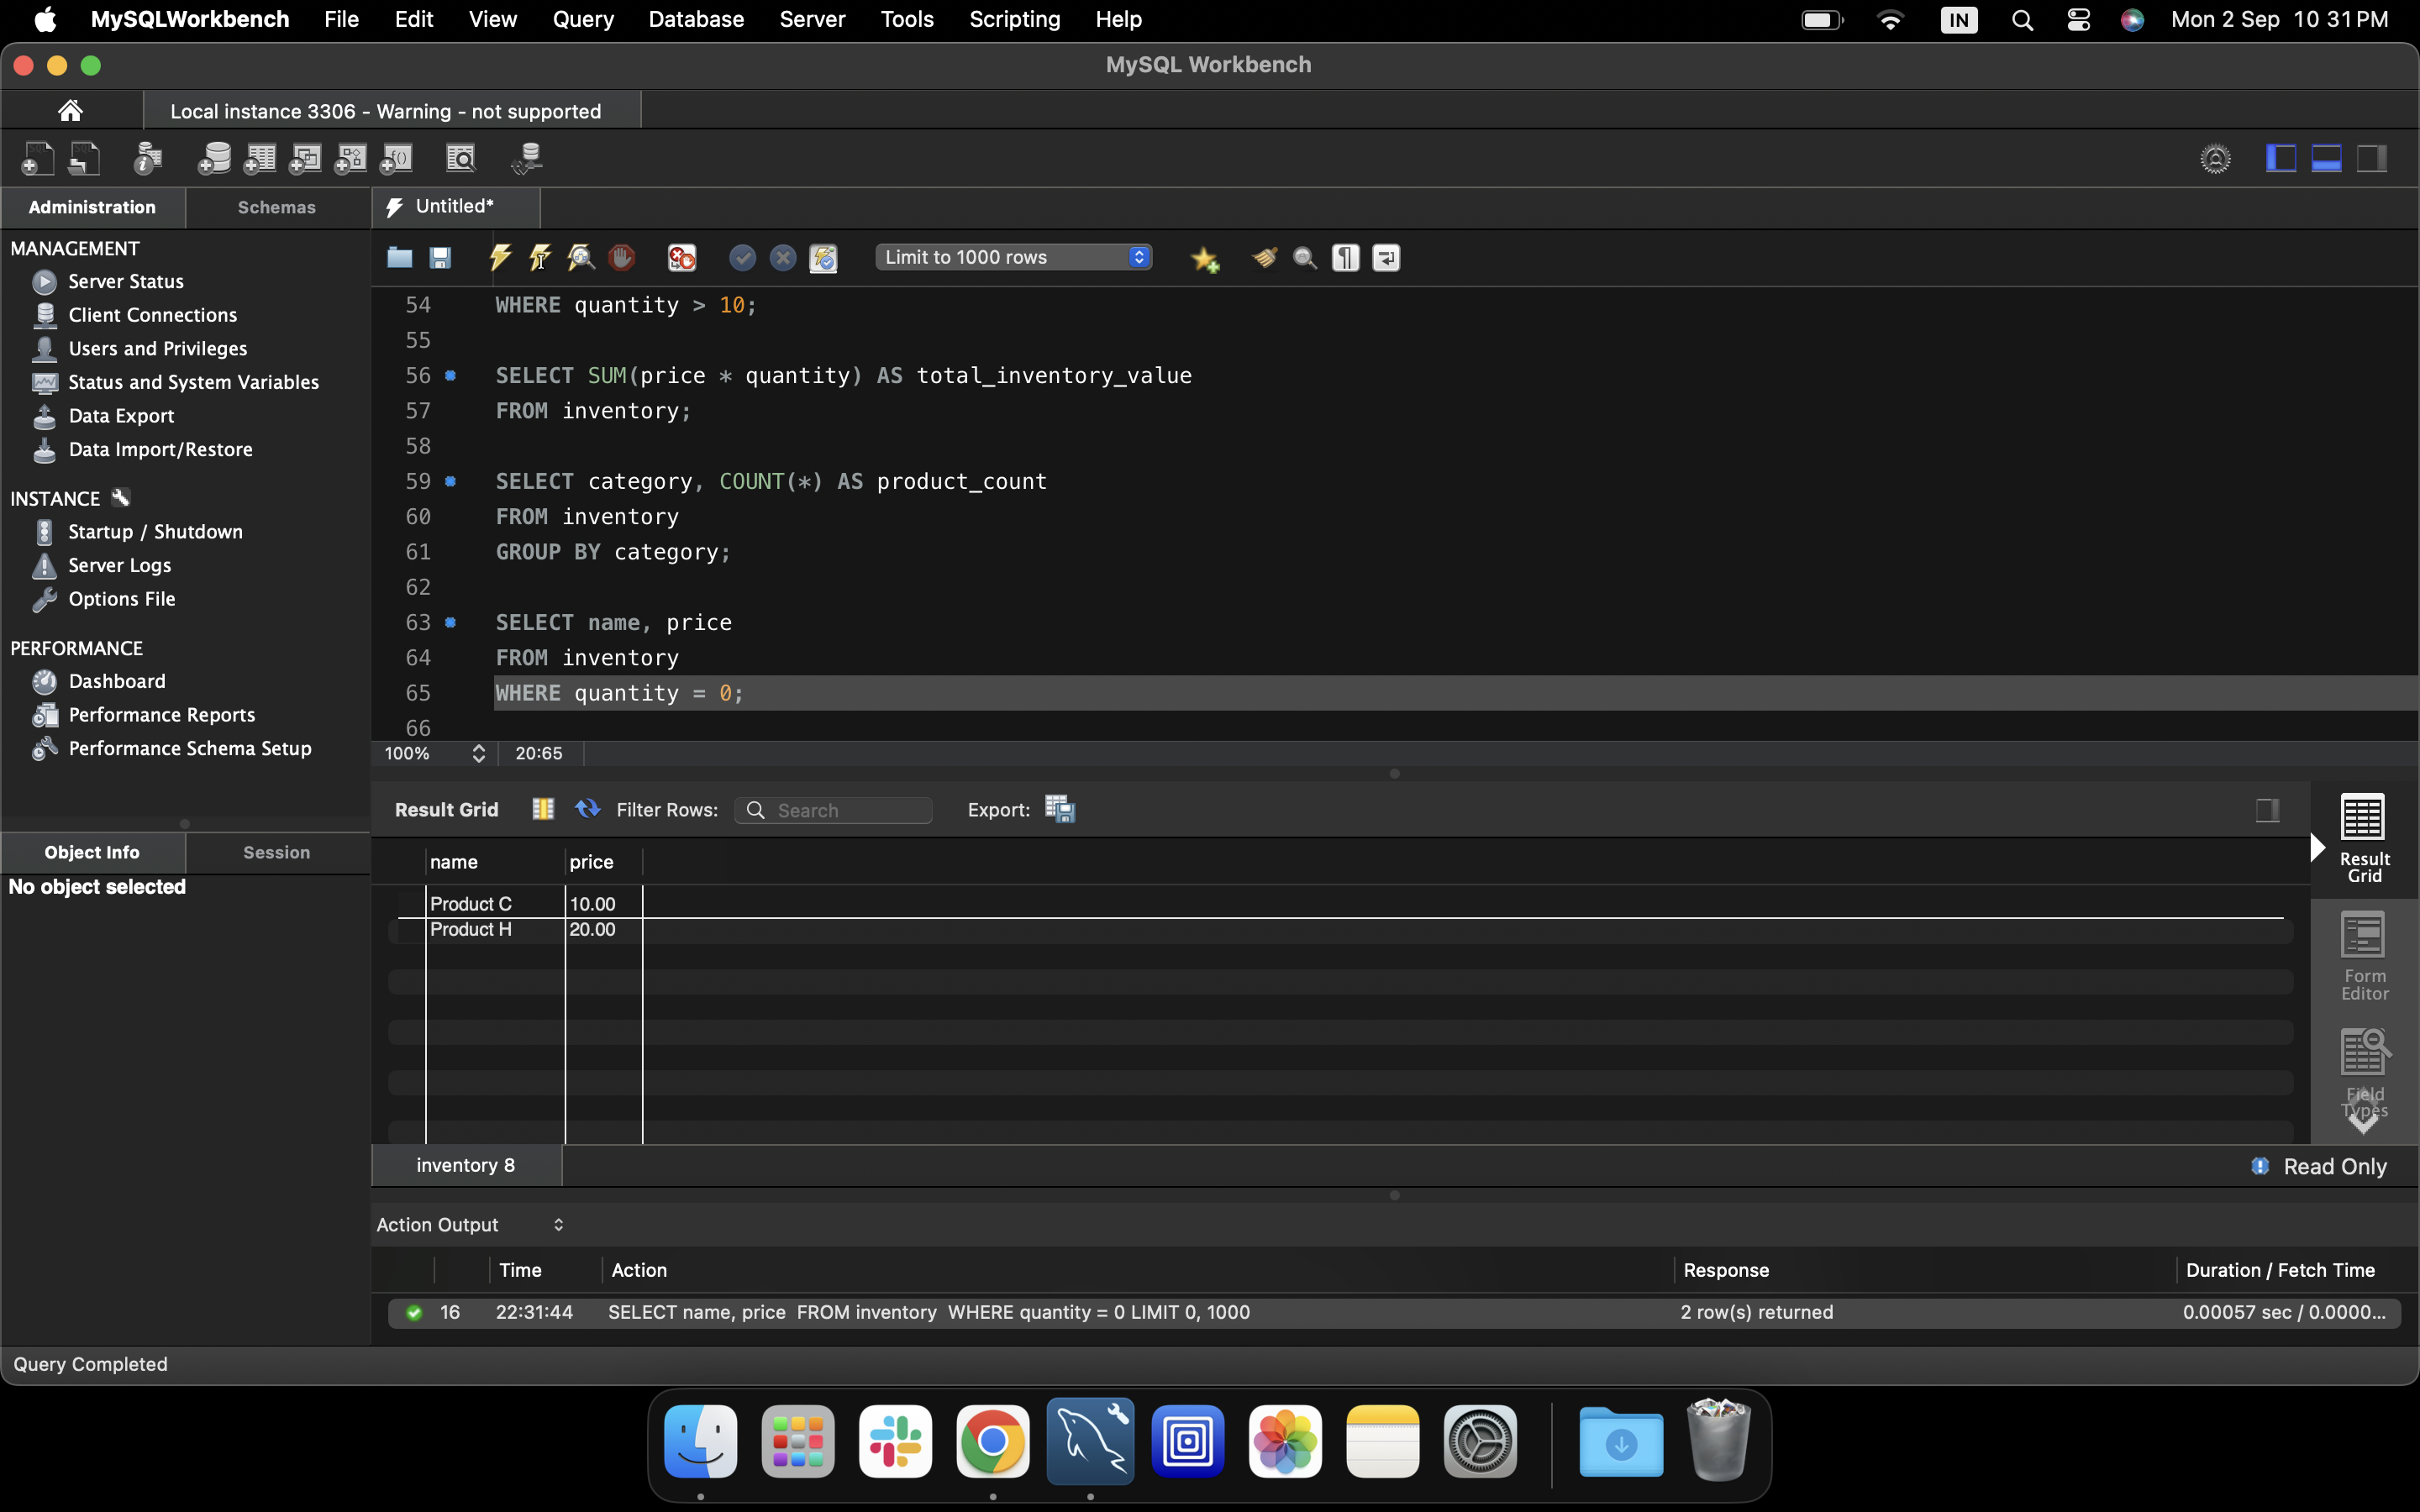 MySQLWorkbench File Edit View Query Database Server Tools Scripting Help IN Mon 2 Sep 10 31 PM
MySQL Workbench
Local instance 3306 - Warning - not supported
Administration Schemas Untitled*
MANAGEMENT
Server Status
Client Connections
Users and Privileges
Status and System Variables
Data Export
Data Import/Restore
INSTANCE
Startup / Shutdown
Server Logs
Options File
PERFORMANCE
Dashboard
Performance Reports
Performance Schema Setup
Object Info Session
No object selected
Limit to 1000 rows
54 WHERE quantity > 10;
55
56 SELECT SUM(price * quantity) AS total_inventory_value
57 FROM inventory;
58
59 SELECT category, COUNT(*) AS product_count
60 FROM inventory
61 GROUP BY category;
62
63 SELECT name, price
64 FROM inventory
65 WHERE quantity = 0;
66
100% 20:65
Result Grid Filter Rows: Search Export:
name price
Product C 10.00
Product H 20.00
Result
Grid
Form
Editor
Field
Types
inventory 8 Read Only
Action Output
Time Action Response Duration / Fetch Time
16 22:31:44 SELECT name, price FROM inventory WHERE quantity = 0 LIMIT 0, 1000 2 row(s) returned 0.00057 sec / 0.0000...
Query Completed